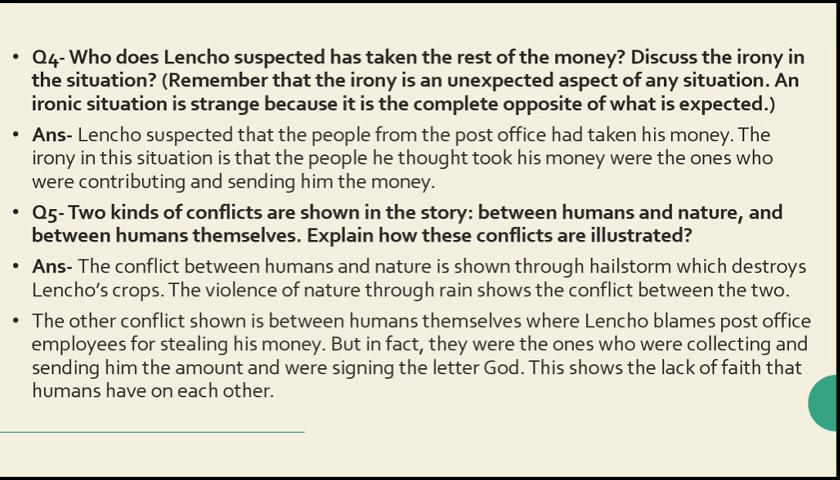 • Q4- Who does Lencho suspected has taken the rest of the money? Discuss the irony in
the situation? (Remember that the irony is an unexpected aspect of any situation. An
ironic situation is strange because it is the complete opposite of what is expected.)
• Ans- Lencho suspected that the people from the post office had taken his money. The
irony in this situation is that the people he thought took his money were the ones who
were contributing and sending him the money.
• Q5- Two kinds of conflicts are shown in the story: between humans and nature, and
between humans themselves. Explain how these conflicts are illustrated?
• Ans- The conflict between humans and nature is shown through hailstorm which destroys
Lencho's crops. The violence of nature through rain shows the conflict between the two.
• The other conflict shown is between humans themselves where Lencho blames post office
employees for stealing his money. But in fact, they were the ones who were collecting and
sending him the amount and were signing the letter God. This shows the lack of faith that
humans have on each other.